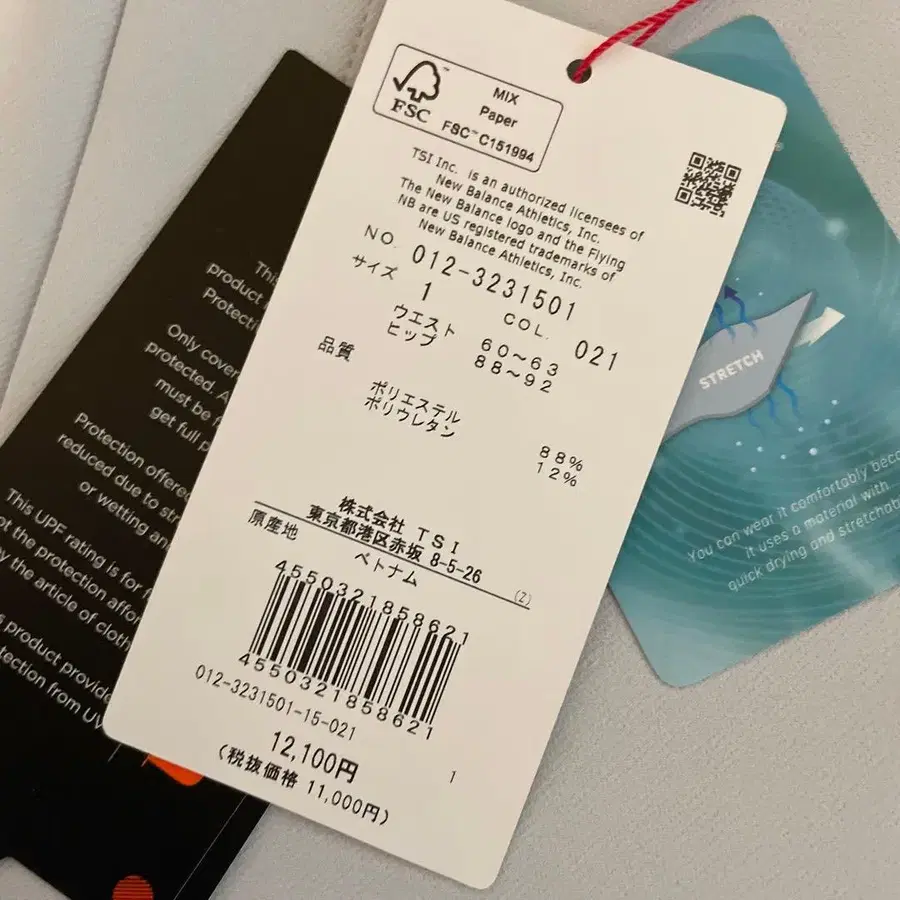 FSC
MIX
Paper
FSC™ C151994
TSI Inc. is an authorized licensees of
New Balance Athletics, Inc.
The New Balance logo and the Flying
NB are US registered trademarks of
New Balance Athletics, Inc.
NO. 012-3231501
サイズ 1 COL. 021
ウエスト 60~63
ヒップ 88~92
品質
ポリエステル 88%
ポリウレタン 12%
株式会社 TSI
東京都港区赤坂 8-5-26
原産地 ベトナム (Z)
4550321858621
4550321858621
012-3231501-15-021
1
12,100円
(税抜価格 11,000円)
product
Protecti
Only cover
protected. A
must be f
get full p
Protection offered
reduced due to str
or wetting an
This UPF rating is for f
the protection affor
the article of cloth
product provide
tection from UV
STRETCH
You can wear it comfortably beca
it uses a material with
quick drying and stretchab